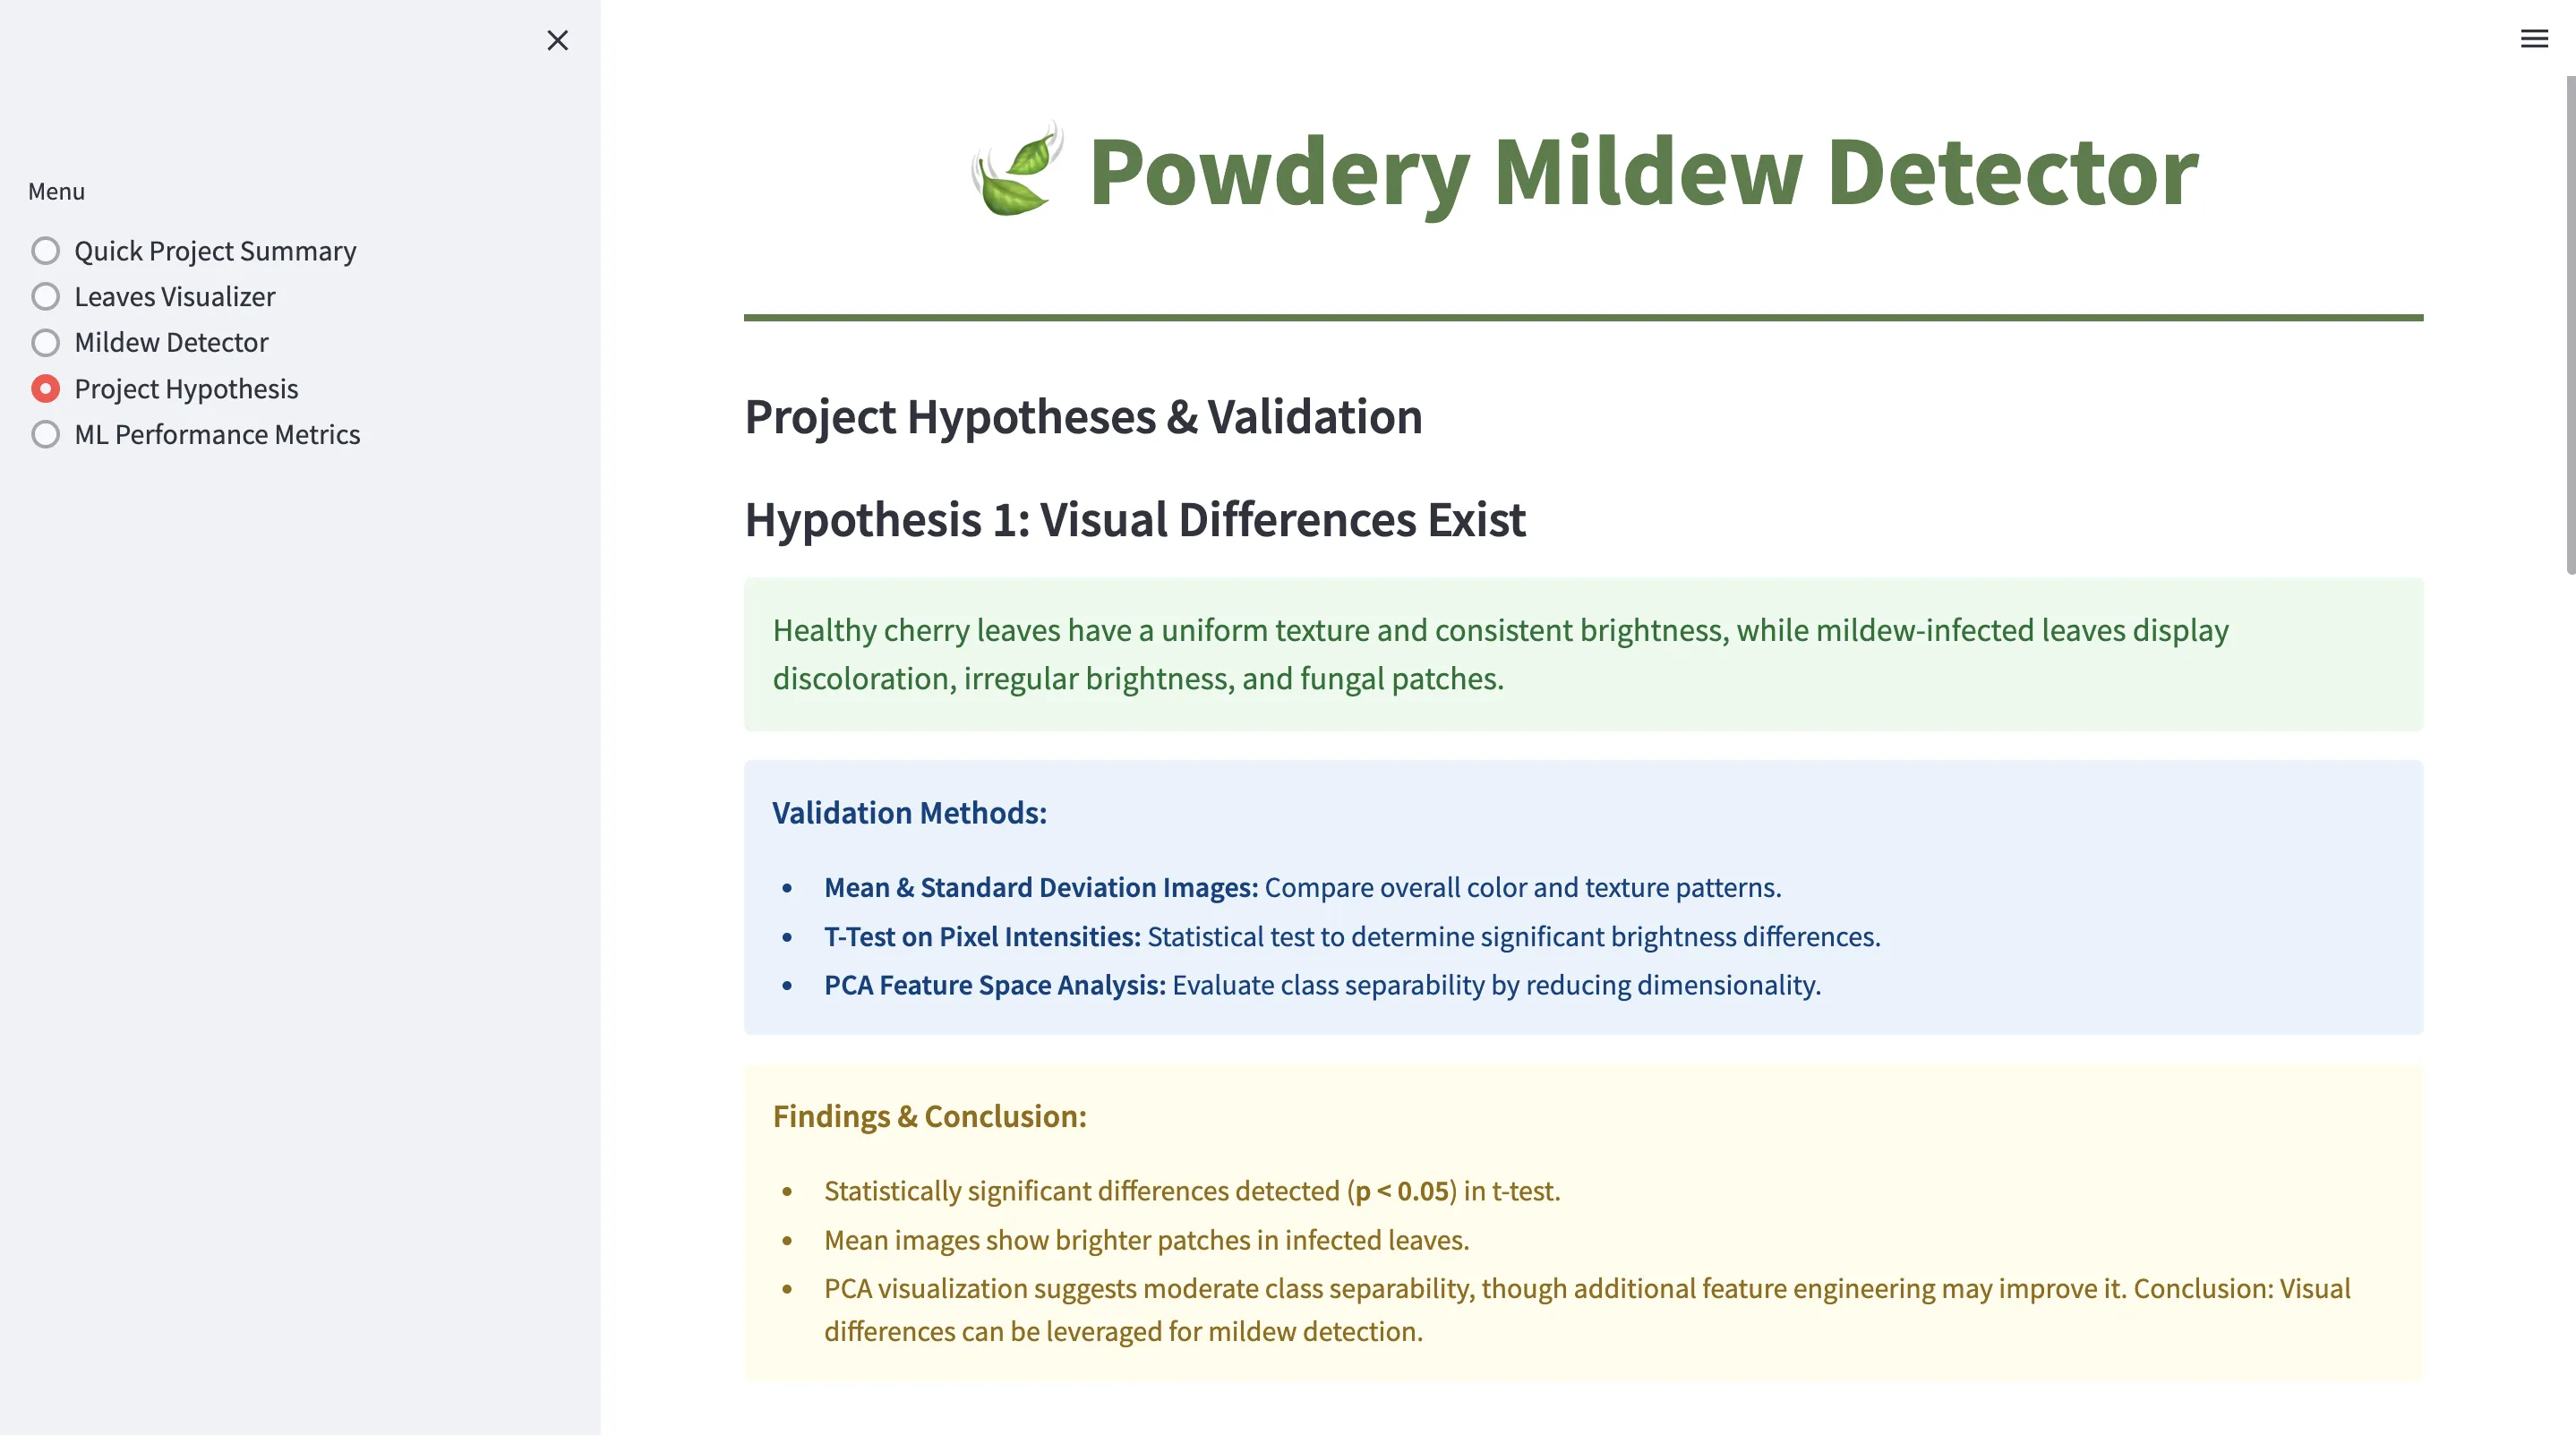 Menu
Quick Project Summary
Leaves Visualizer
Mildew Detector
Project Hypothesis
ML Performance Metrics
Powdery Mildew Detector
Project Hypotheses & Validation
Hypothesis 1: Visual Differences Exist
Healthy cherry leaves have a uniform texture and consistent brightness, while mildew-infected leaves display
discoloration, irregular brightness, and fungal patches.
Validation Methods:
• Mean & Standard Deviation Images: Compare overall color and texture patterns.
• T-Test on Pixel Intensities: Statistical test to determine significant brightness differences.
• PCA Feature Space Analysis: Evaluate class separability by reducing dimensionality.
Findings & Conclusion:
• Statistically significant differences detected (p < 0.05) in t-test.
• Mean images show brighter patches in infected leaves.
• PCA visualization suggests moderate class separability, though additional feature engineering may improve it. Conclusion: Visual
differences can be leveraged for mildew detection.